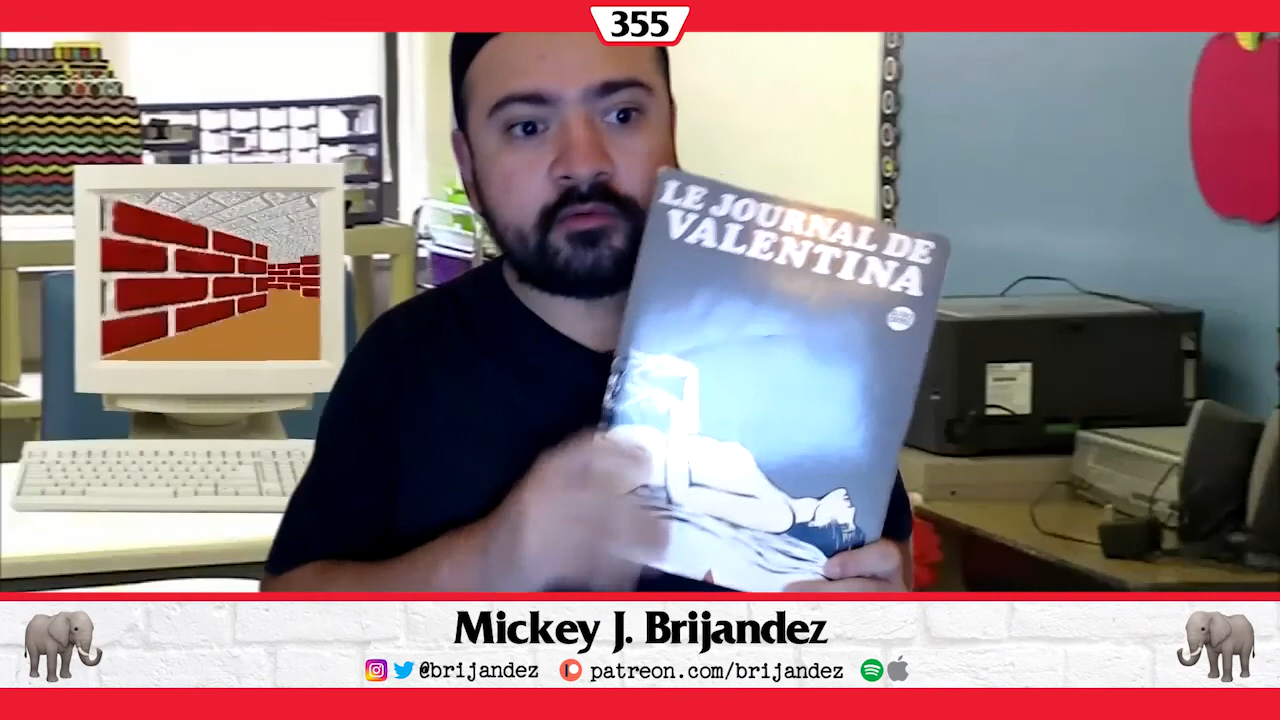 355
LE JOURNAL DE
VALENTINA
Mickey J. Brijandez
@brijandez patreon.com/brijandez